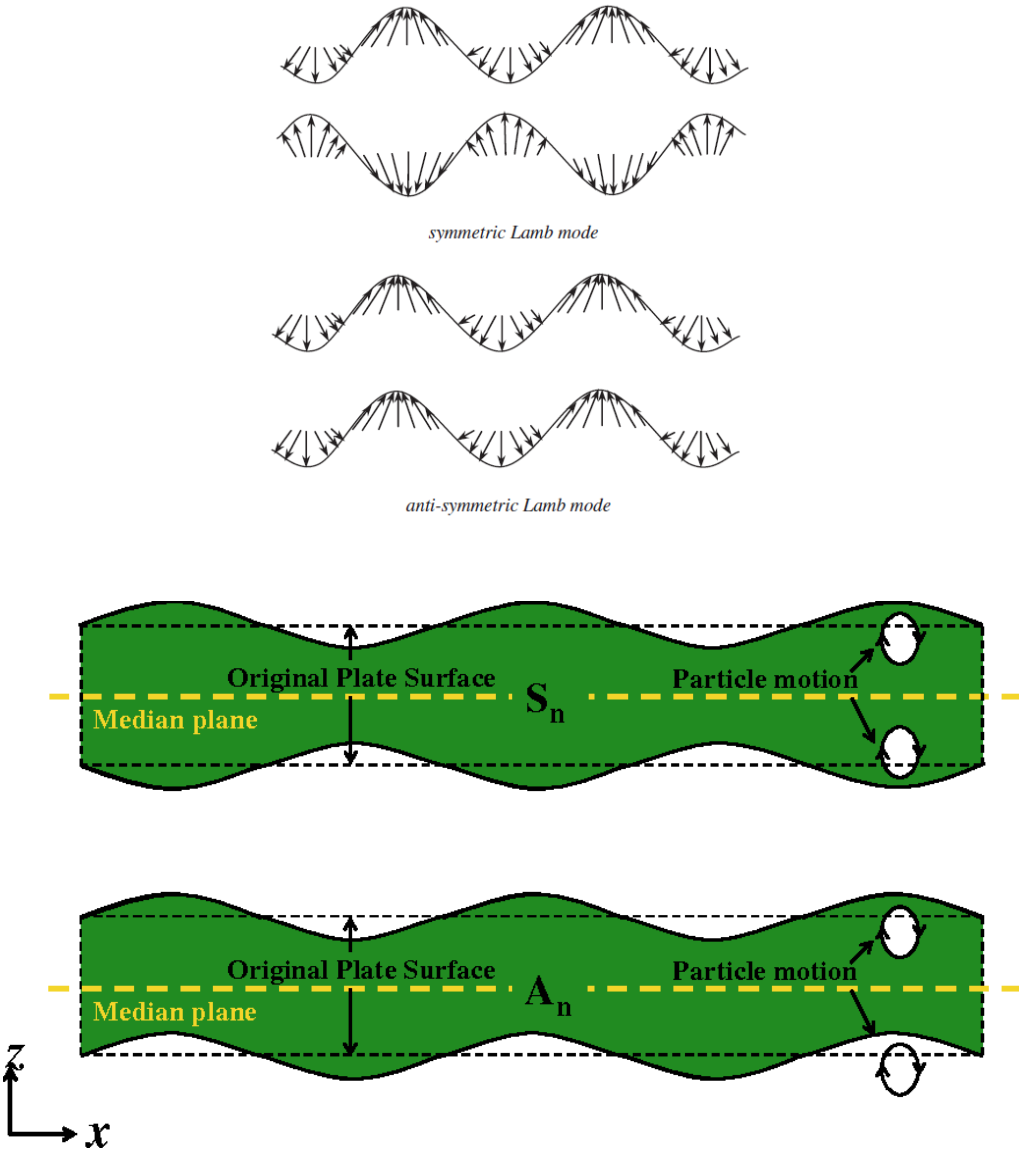 symmetric Lamb mode
anti-symmetric Lamb mode
Original Plate Surface
Particle motion
Sn
Median plane
Original Plate Surface
Particle motion
An
Median plane
z
x